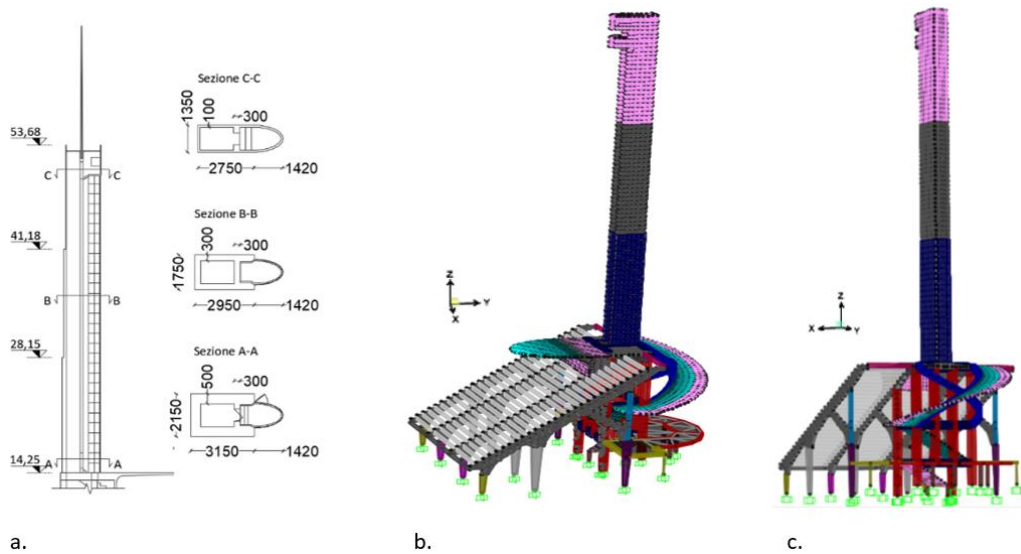 Sezione C-C
1350
100
300
2750
1420
53,68
C C
Sezione B-B
300
300
1750
2950
1420
41,18
B B
28,15
Sezione A-A
500
300
2150
3150
1420
14,25
A A
Z
Y
X
Z
X
Y
a.
b.
c.